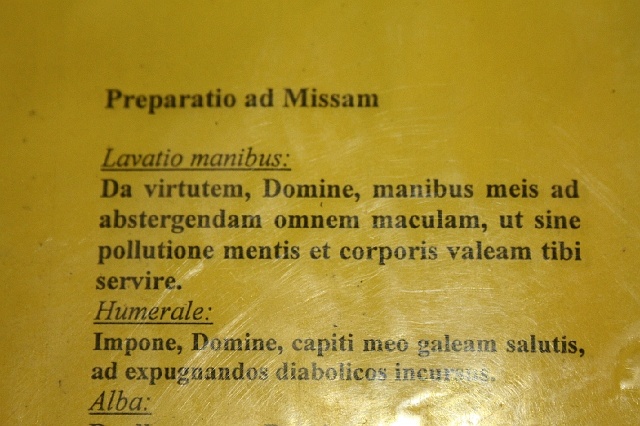 Preparatio ad Missam
Lavatio manibus:
Da virtutem, Domine, manibus meis ad
abstergendam omnem maculam, ut sine
pollutione mentis et corporis valeam tibi
servire.
Humerale:
Impone, Domine, capiti meo galeam salutis,
ad expugnandos diabolicos incursus.
Alba: